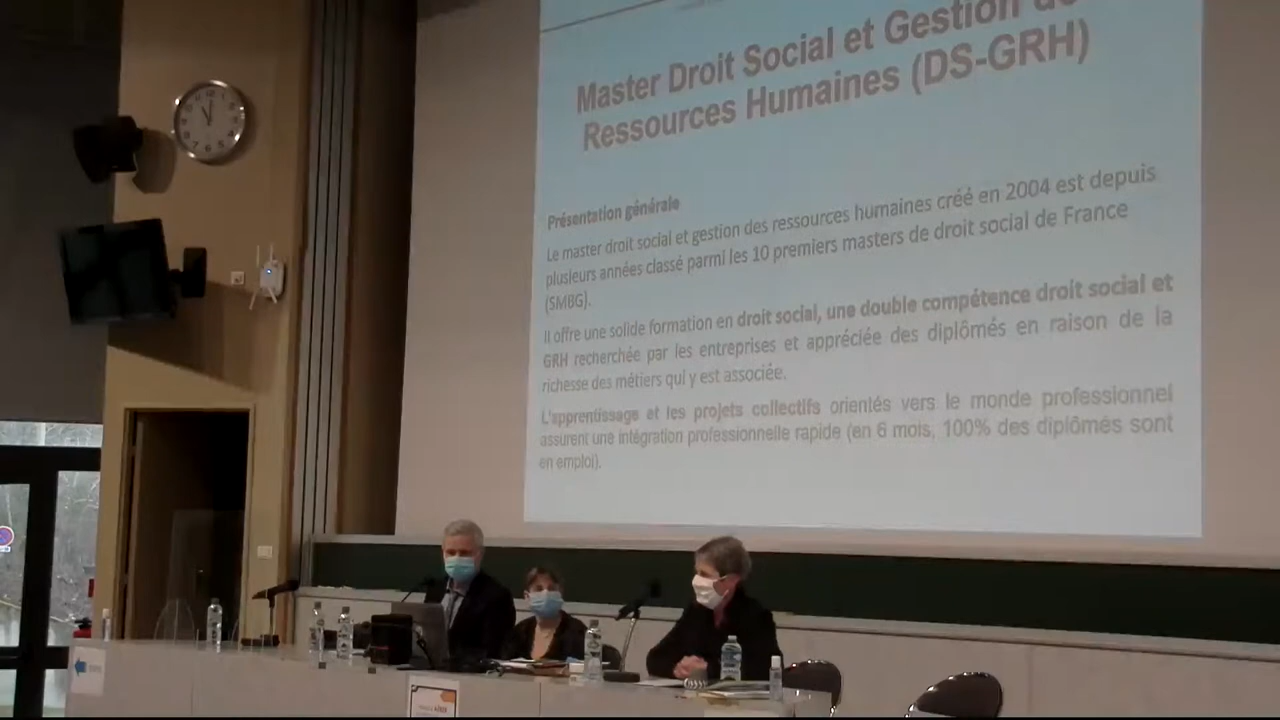 Master Droit Social et Gestion de
Ressources Humaines (DS-GRH)
Présentation générale
Le master droit social et gestion des ressources humaines créé en 2004 est depuis
plusieurs années classé parmi les 10 premiers masters de droit social de France
(SMBG).
Il offre une solide formation en droit social, une double compétence droit social et
GRH recherchée par les entreprises et appréciée des diplômés en raison de la
richesse des métiers qui y est associée.
L'apprentissage et les projets collectifs orientés vers le monde professionnel
assurent une intégration professionnelle rapide (en 6 mois, 100% des diplômés sont
en emploi).